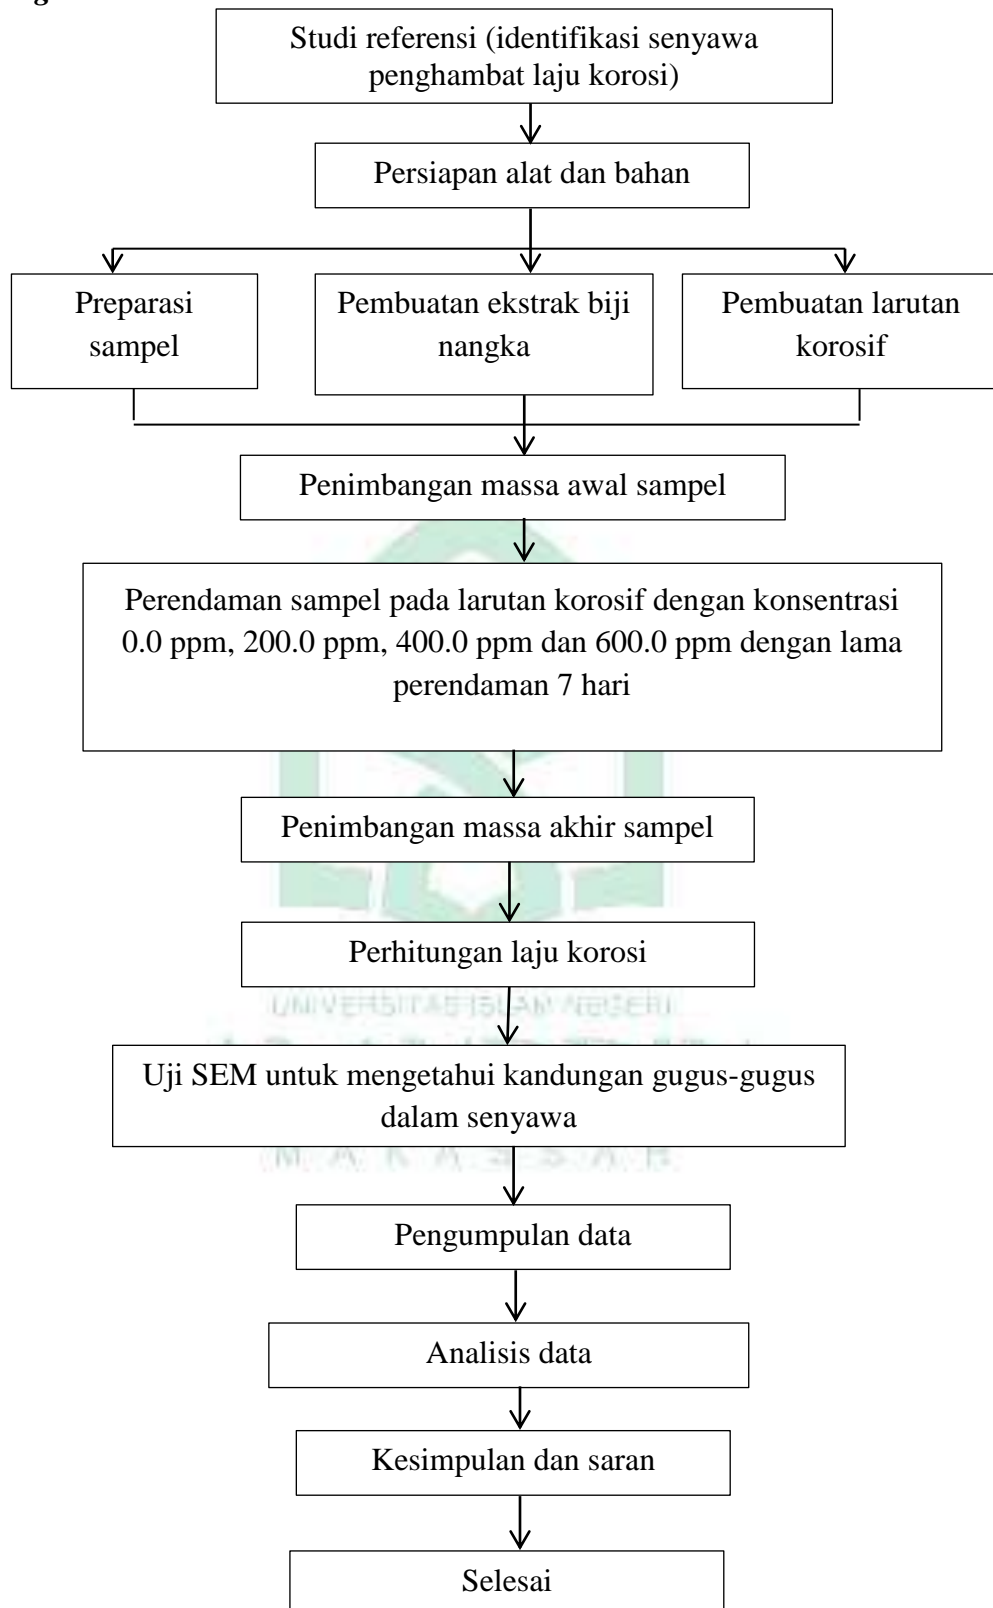 Studi referensi (identifikasi senyawa
penghambat laju korosi)
Persiapan alat dan bahan
Preparasi
sampel
Pembuatan ekstrak biji
nangka
Pembuatan larutan
korosif
Penimbangan massa awal sampel
Perendaman sampel pada larutan korosif dengan konsentrasi
0.0 ppm, 200.0 ppm, 400.0 ppm dan 600.0 ppm dengan lama
perendaman 7 hari
Penimbangan massa akhir sampel
Perhitungan laju korosi
UNIVERSITAS ISLAM NEGERI
Uji SEM untuk mengetahui kandungan gugus-gugus
dalam senyawa
M A K A S S A R
Pengumpulan data
Analisis data
Kesimpulan dan saran
Selesai